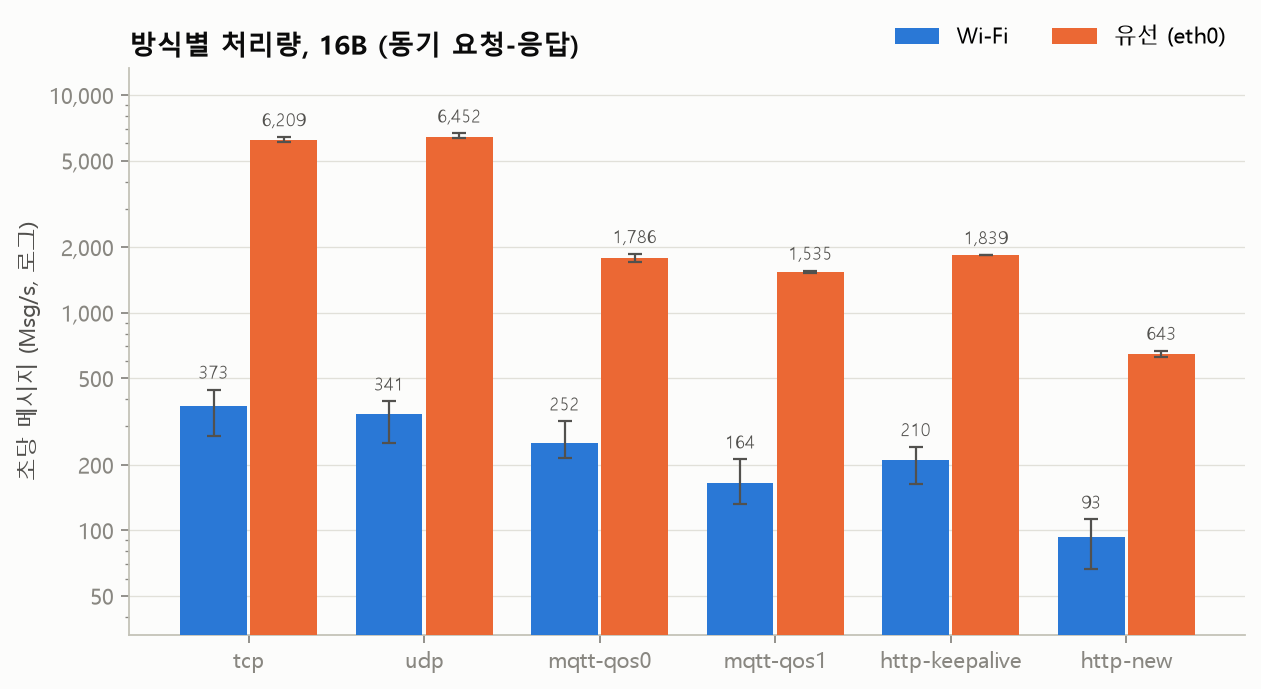 방식별 처리량, 16B (동기 요청-응답)
Wi-Fi
유선 (eth0)
초당 메시지 (Msg/s, 로그)
10,000
5,000
2,000
1,000
500
200
100
50
373
6,209
341
6,452
252
1,786
164
1,535
210
1,839
93
643
tcp
udp
mqtt-qos0
mqtt-qos1
http-keepalive
http-new